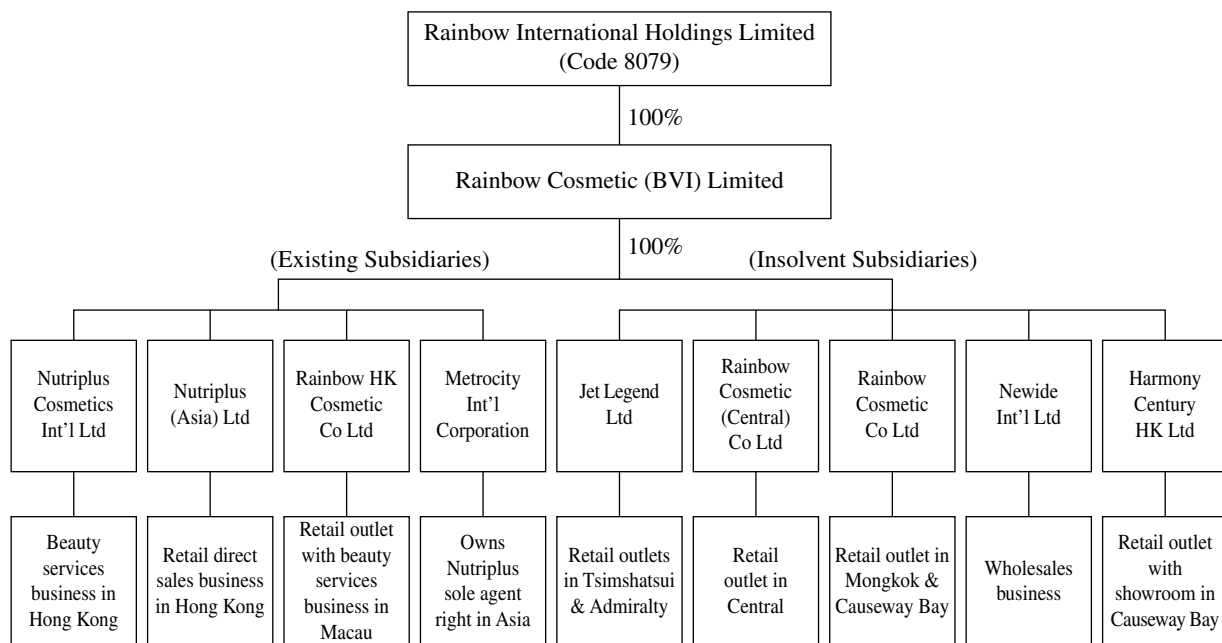 Rainbow International Holdings Limited
(Code 8079)
100%
Rainbow Cosmetic (BVI) Limited
100%
(Existing Subsidiaries)
(Insolvent Subsidiaries)
Nutriplus
Cosmetics
Int'l Ltd
Nutriplus
(Asia) Ltd
Rainbow HK
Cosmetic
Co Ltd
Metrocity
Int'l
Corporation
Jet Legend
Ltd
Rainbow
Cosmetic
(Central)
Co Ltd
Rainbow
Cosmetic
Co Ltd
Newide
Int'l Ltd
Harmony
Century
HK Ltd
Beauty
services
business in
Hong Kong
Retail direct
sales business
in Hong Kong
Retail outlet
with beauty
services
business in
Macau
Owns
Nutriplus
sole agent
right in Asia
Retail outlets
in Tsimshatsui
& Admiralty
Retail
outlet in
Central
Retail outlet in
Mongkok &
Causeway Bay
Wholesales
business
Retail outlet
with
showroom in
Causeway Bay